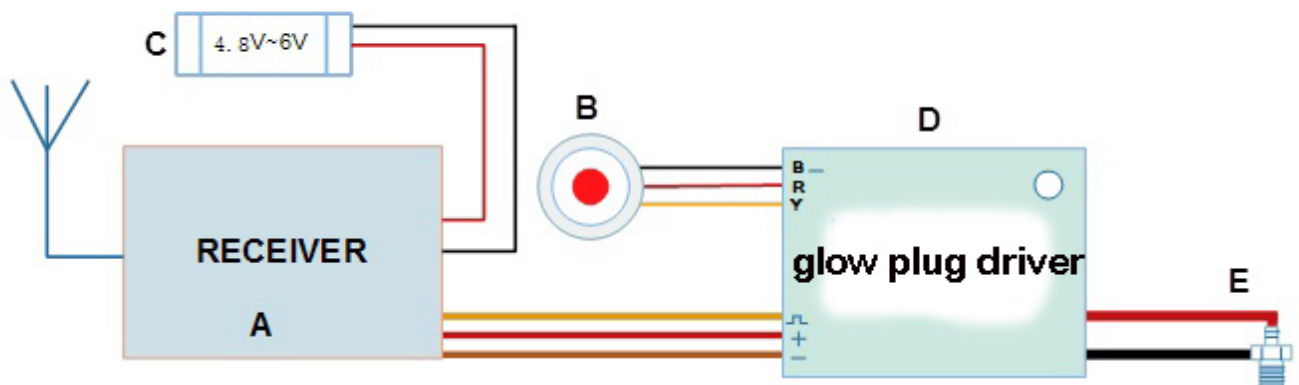 C
4.8V~6V
B
D
B
R
Y
RECEIVER
glow plug driver
A
E
+
−